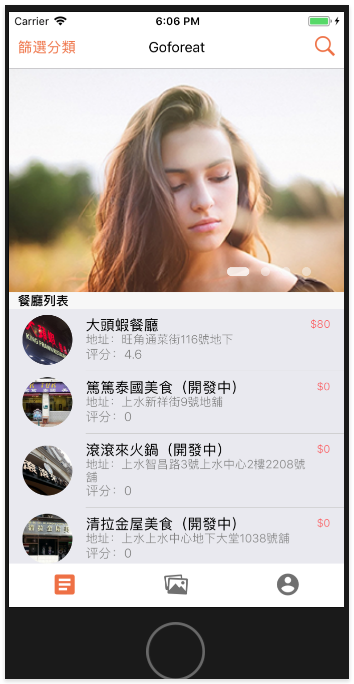 Carrier 6:06 PM
篩選分類 Goforeat
餐廳列表
大頭蝦餐廳 $80
地址：旺角通菜街116號地下
评分：4.6
篤篤泰國美食（開發中） $0
地址：上水新祥街9號地舖
评分：0
滾滾來火鍋（開發中） $0
地址：上水智昌路3號上水中心2樓2208號
舖
评分：0
清拉金屋美食（開發中） $0
地址：上水上水中心地下大堂1038號舖
评分：0